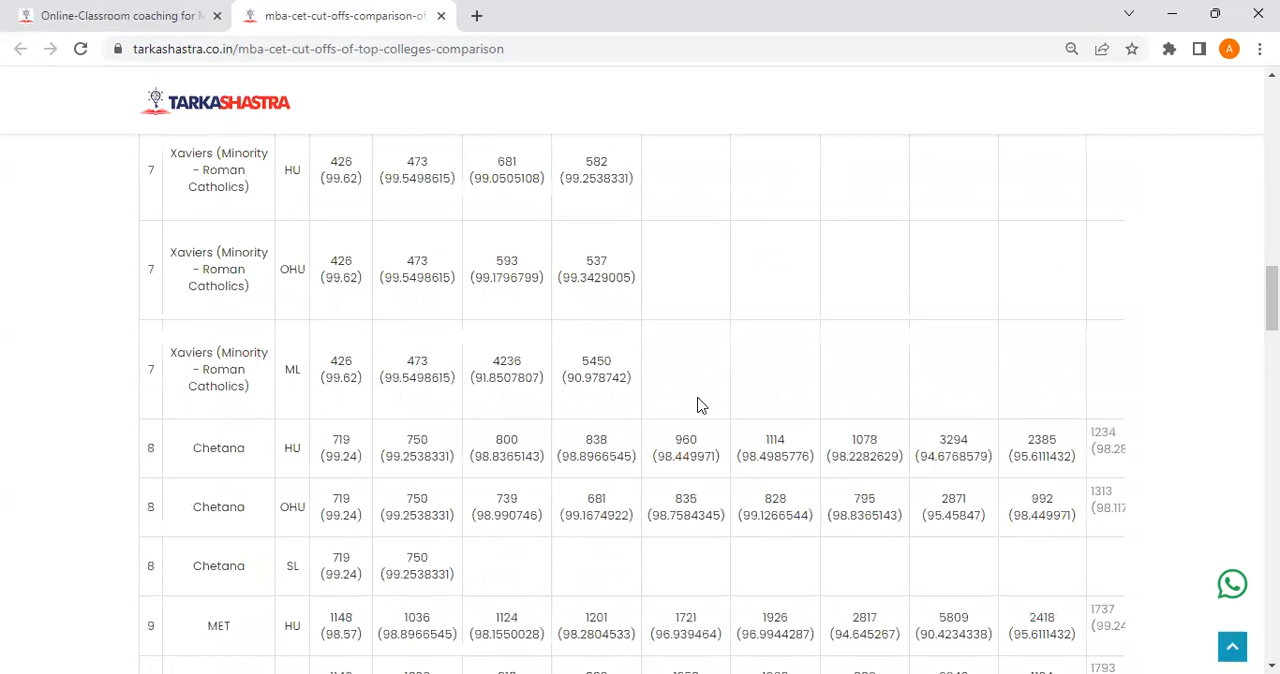 Online-Classroom coaching for
mba-cet-cut-offs-comparison-of
tarkashastra.co.in/mba-cet-cut-offs-of-top-colleges-comparison
A
TARKASHASTRA
7 Xaviers (Minority - Roman Catholics) HU 426 (99.62) 473 (99.5498615) 681 (99.0505108) 582 (99.2538331)
7 Xaviers (Minority - Roman Catholics) OHU 426 (99.62) 473 (99.5498615) 593 (99.1796799) 537 (99.3429005)
7 Xaviers (Minority - Roman Catholics) ML 426 (99.62) 473 (99.5498615) 4236 (91.8507807) 5450 (90.978742)
8 Chetana HU 719 (99.24) 750 (99.2538331) 800 (98.8365143) 838 (98.8966545) 960 (98.449971) 1114 (98.4985776) 1078 (98.2282629) 3294 (94.6768579) 2385 (95.6111432) 1234 (98.28
8 Chetana OHU 719 (99.24) 750 (99.2538331) 739 (98.990746) 681 (99.1674922) 835 (98.7584345) 828 (99.1266544) 795 (98.8365143) 2871 (95.45847) 992 (98.449971) 1313 (98.117
8 Chetana SL 719 (99.24) 750 (99.2538331)
9 MET HU 1148 (98.57) 1036 (98.8966545) 1124 (98.1550028) 1201 (98.2804533) 1721 (96.939464) 1926 (96.9944287) 2817 (94.645267) 5809 (90.4234338) 2418 (95.6111432) 1737 (99.24
1793